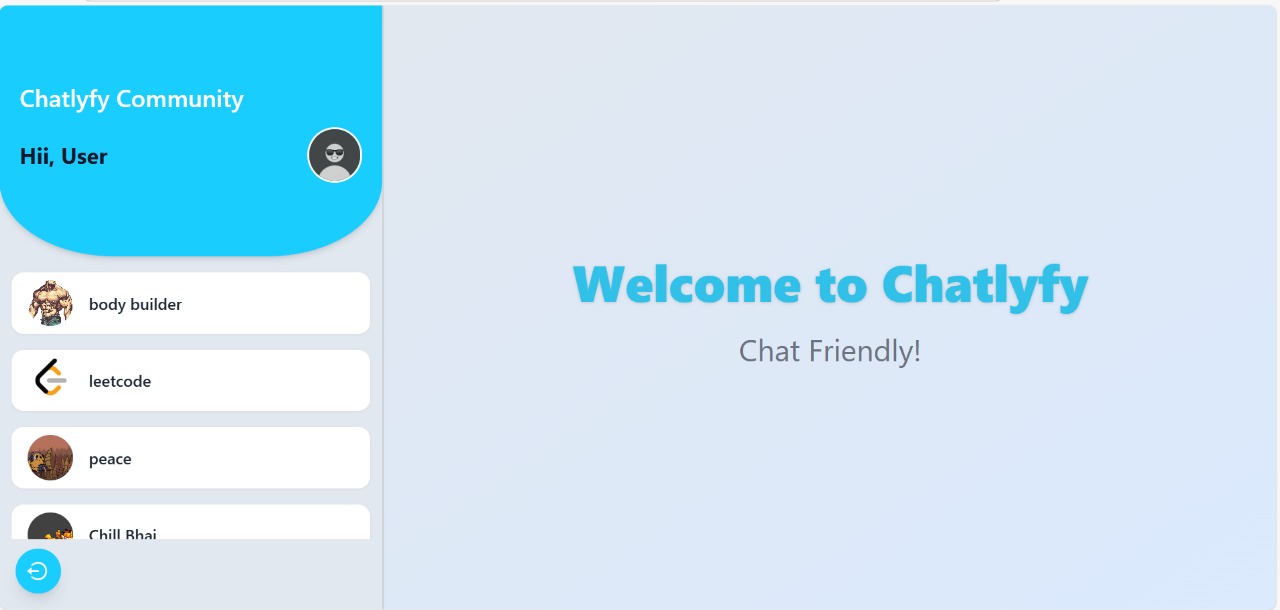 Chatlyfy Community
Hii, User
body builder
leetcode
peace
Chill Bhai
Welcome to Chatlyfy
Chat Friendly!